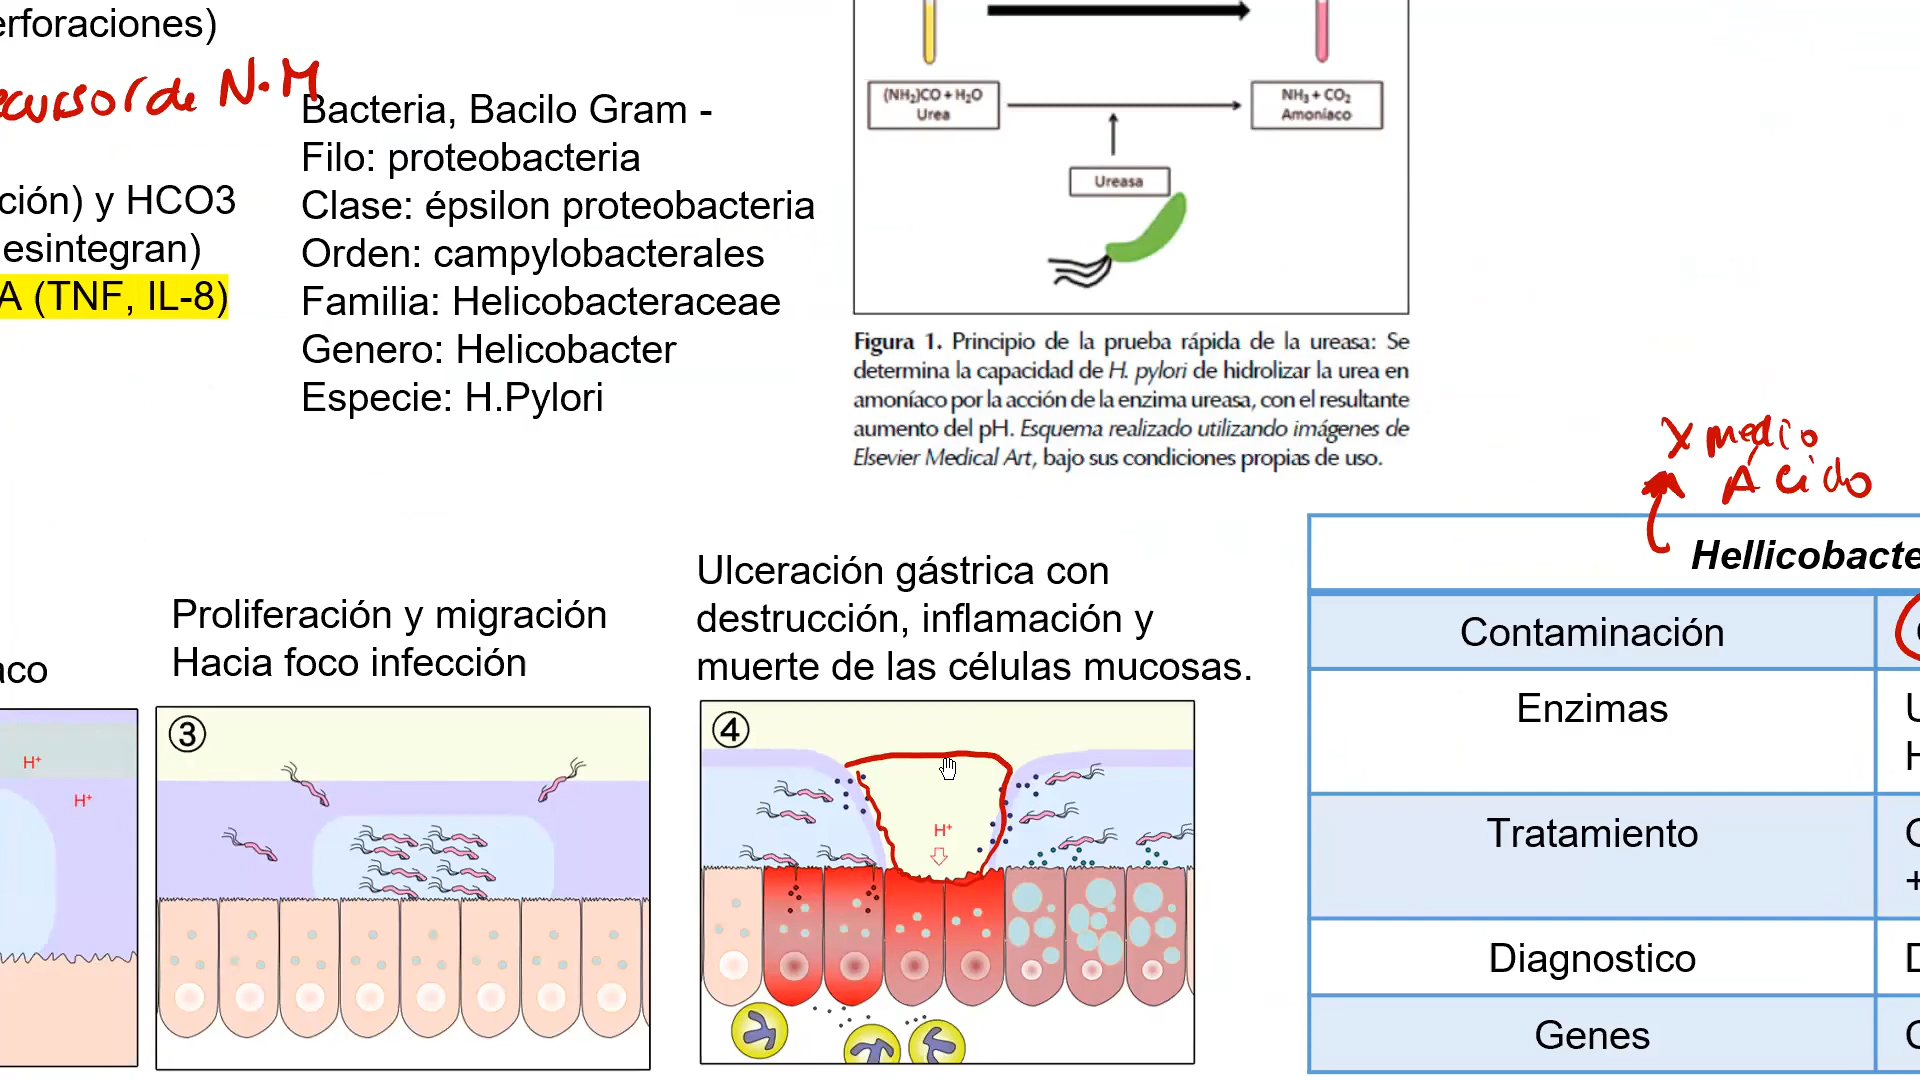 erforaciones)
ecursor de N.M
ción) y HCO3
esintegran)
A (TNF, IL-8)
Bacteria, Bacilo Gram -
Filo: proteobacteria
Clase: épsilon proteobacteria
Orden: campylobacterales
Familia: Helicobacteraceae
Genero: Helicobacter
Especie: H.Pylori
(NH₂)CO + H₂O
Urea
NH₃ + CO₂
Amoníaco
Ureasa
Figura 1. Principio de la prueba rápida de la ureasa: Se
determina la capacidad de H. pylori de hidrolizar la urea en
amoníaco por la acción de la enzima ureasa, con el resultante
aumento del pH. Esquema realizado utilizando imágenes de
Elsevier Medical Art, bajo sus condiciones propias de uso.
aco
H⁺
H⁺
Proliferación y migración
Hacia foco infección
③
Ulceración gástrica con
destrucción, inflamación y
muerte de las células mucosas.
④
H⁺
X medio
Acido
Hellicobacte
Contaminación
Enzimas
U
H
Tratamiento
+
Diagnostico
D
Genes